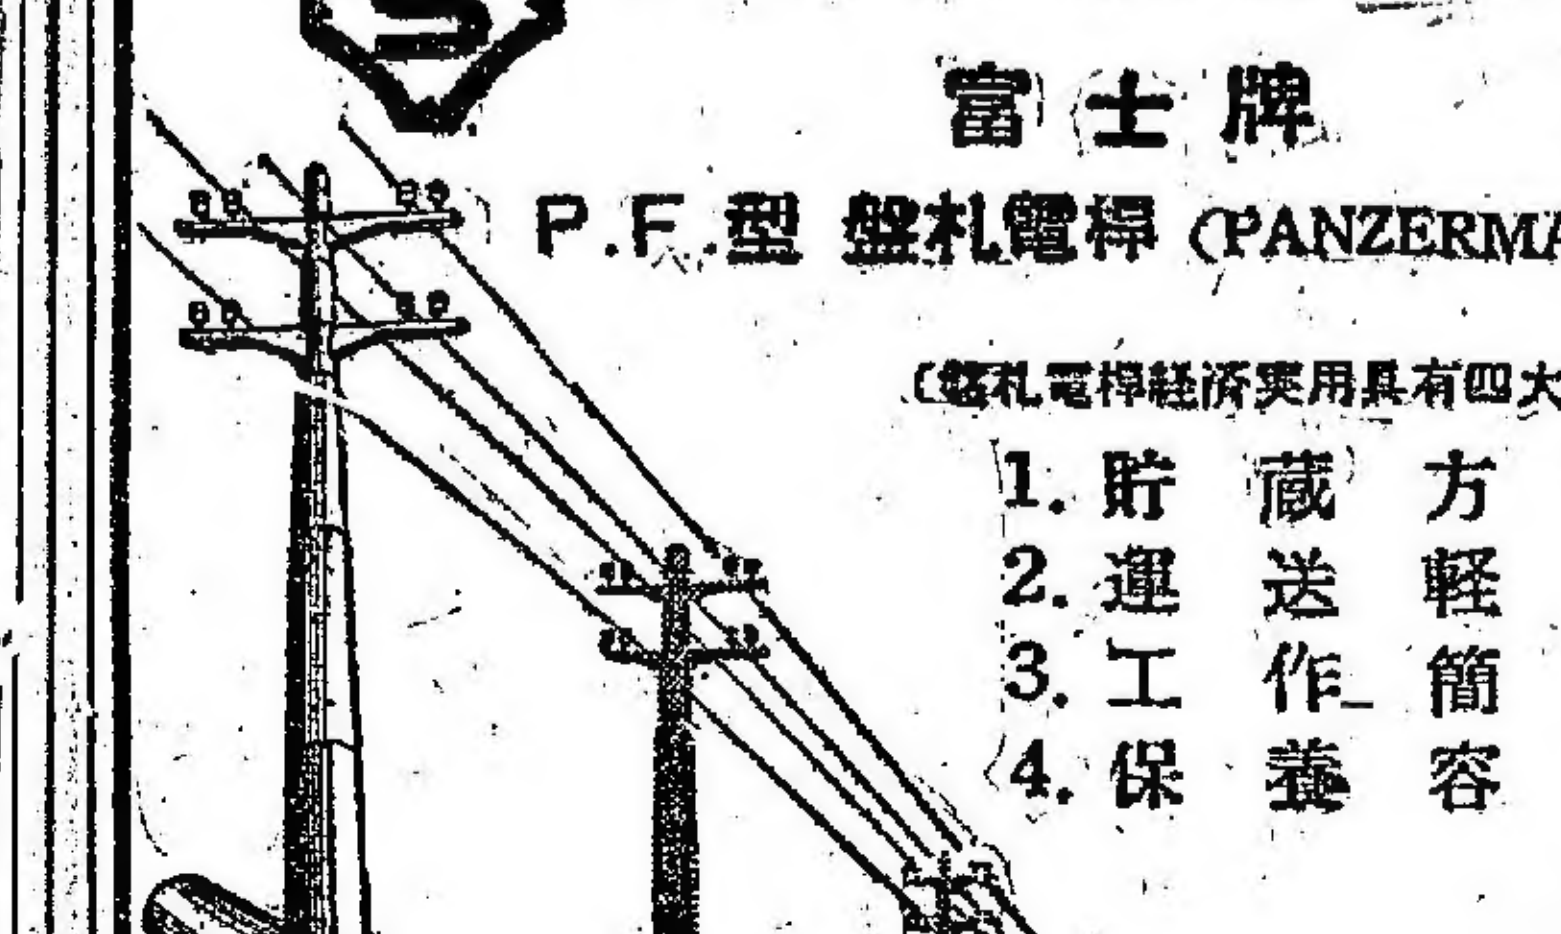 S
富士牌
P.F.型 盤札電桿 (PANZERMA
(盤札電桿経済実用具有四大
1. 貯蔵方
2. 運送軽
3. 工作簡
4. 保養容